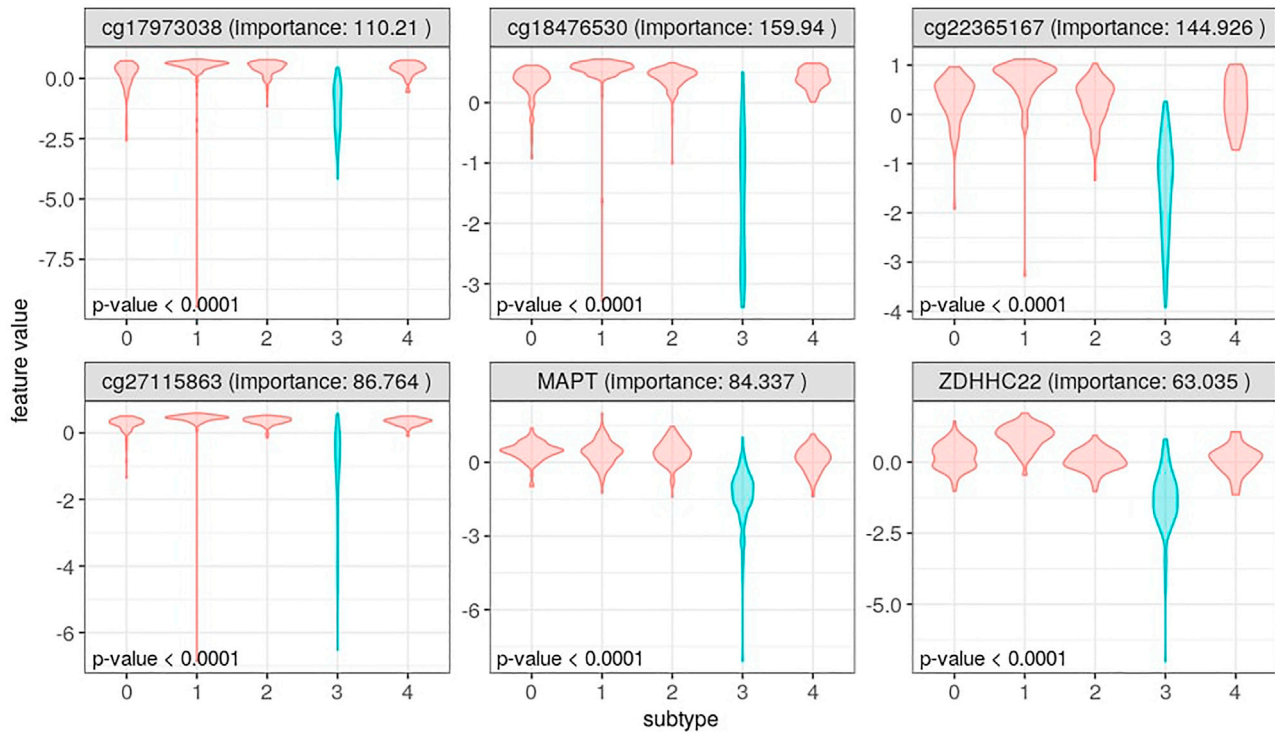 cg17973038 (Importance: 110.21 )
cg18476530 (Importance: 159.94 )
cg22365167 (Importance: 144.926 )
0.0
-2.5
-5.0
-7.5
p-value < 0.0001
0 1 2 3 4
0
-1
-2
-3
p-value < 0.0001
0 1 2 3 4
1
0
-1
-2
-3
-4
p-value < 0.0001
0 1 2 3 4
feature value
cg27115863 (Importance: 86.764 )
MAPT (Importance: 84.337 )
ZDHHC22 (Importance: 63.035 )
0
-2
-4
-6
p-value < 0.0001
0 1 2 3 4
0
-3
-6
p-value < 0.0001
0 1 2 3 4
0.0
-2.5
-5.0
p-value < 0.0001
0 1 2 3 4
subtype